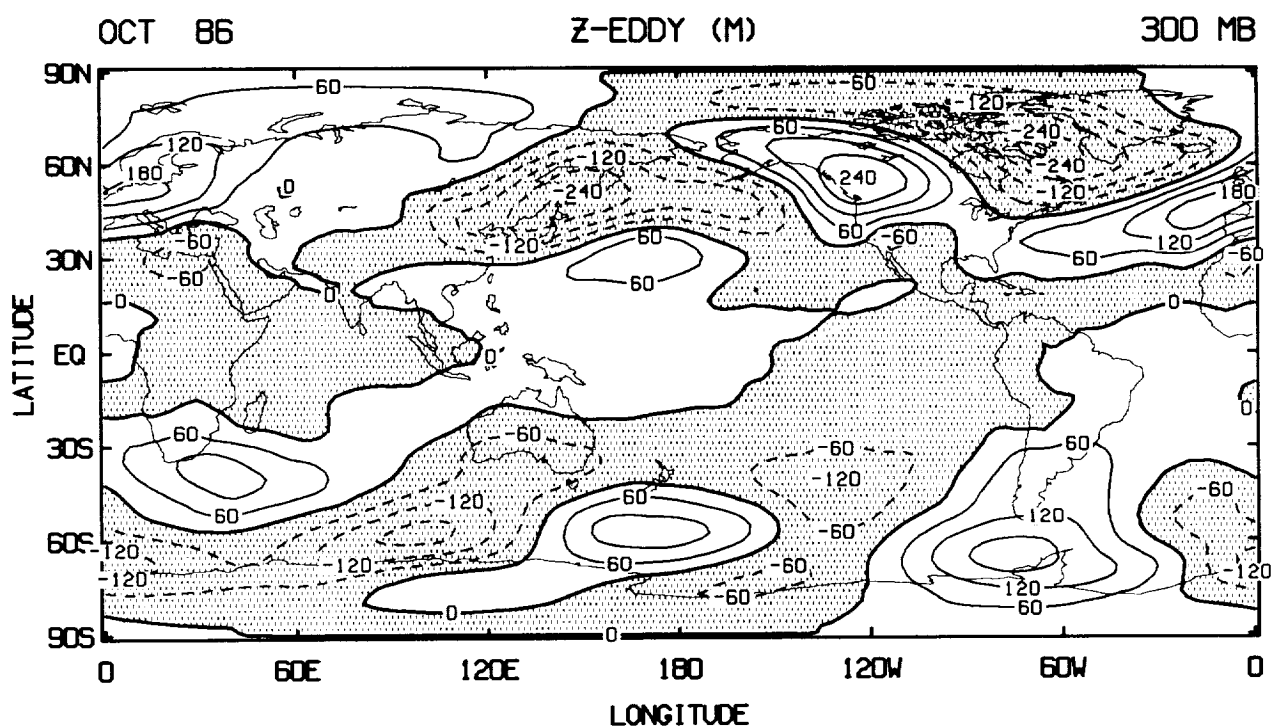 OCT 86 Z-EDDY (M) 300 MB
90N
60 -60 -120
60 -240
60N 120 -120 -240
180 0 -240 240 -120 180
-60 -120 60 -60 120
30N -60 60 60 -60
0 0 60 0
LATITUDE
EQ 0
0
30S 60 -60 -60 60 -60
-120
60 -120 60 -60 120
60S -120 -120 60 -60 120 -120
-120 0 -60 60
90S 0
0 60E 120E 180 120W 60W 0
LONGITUDE